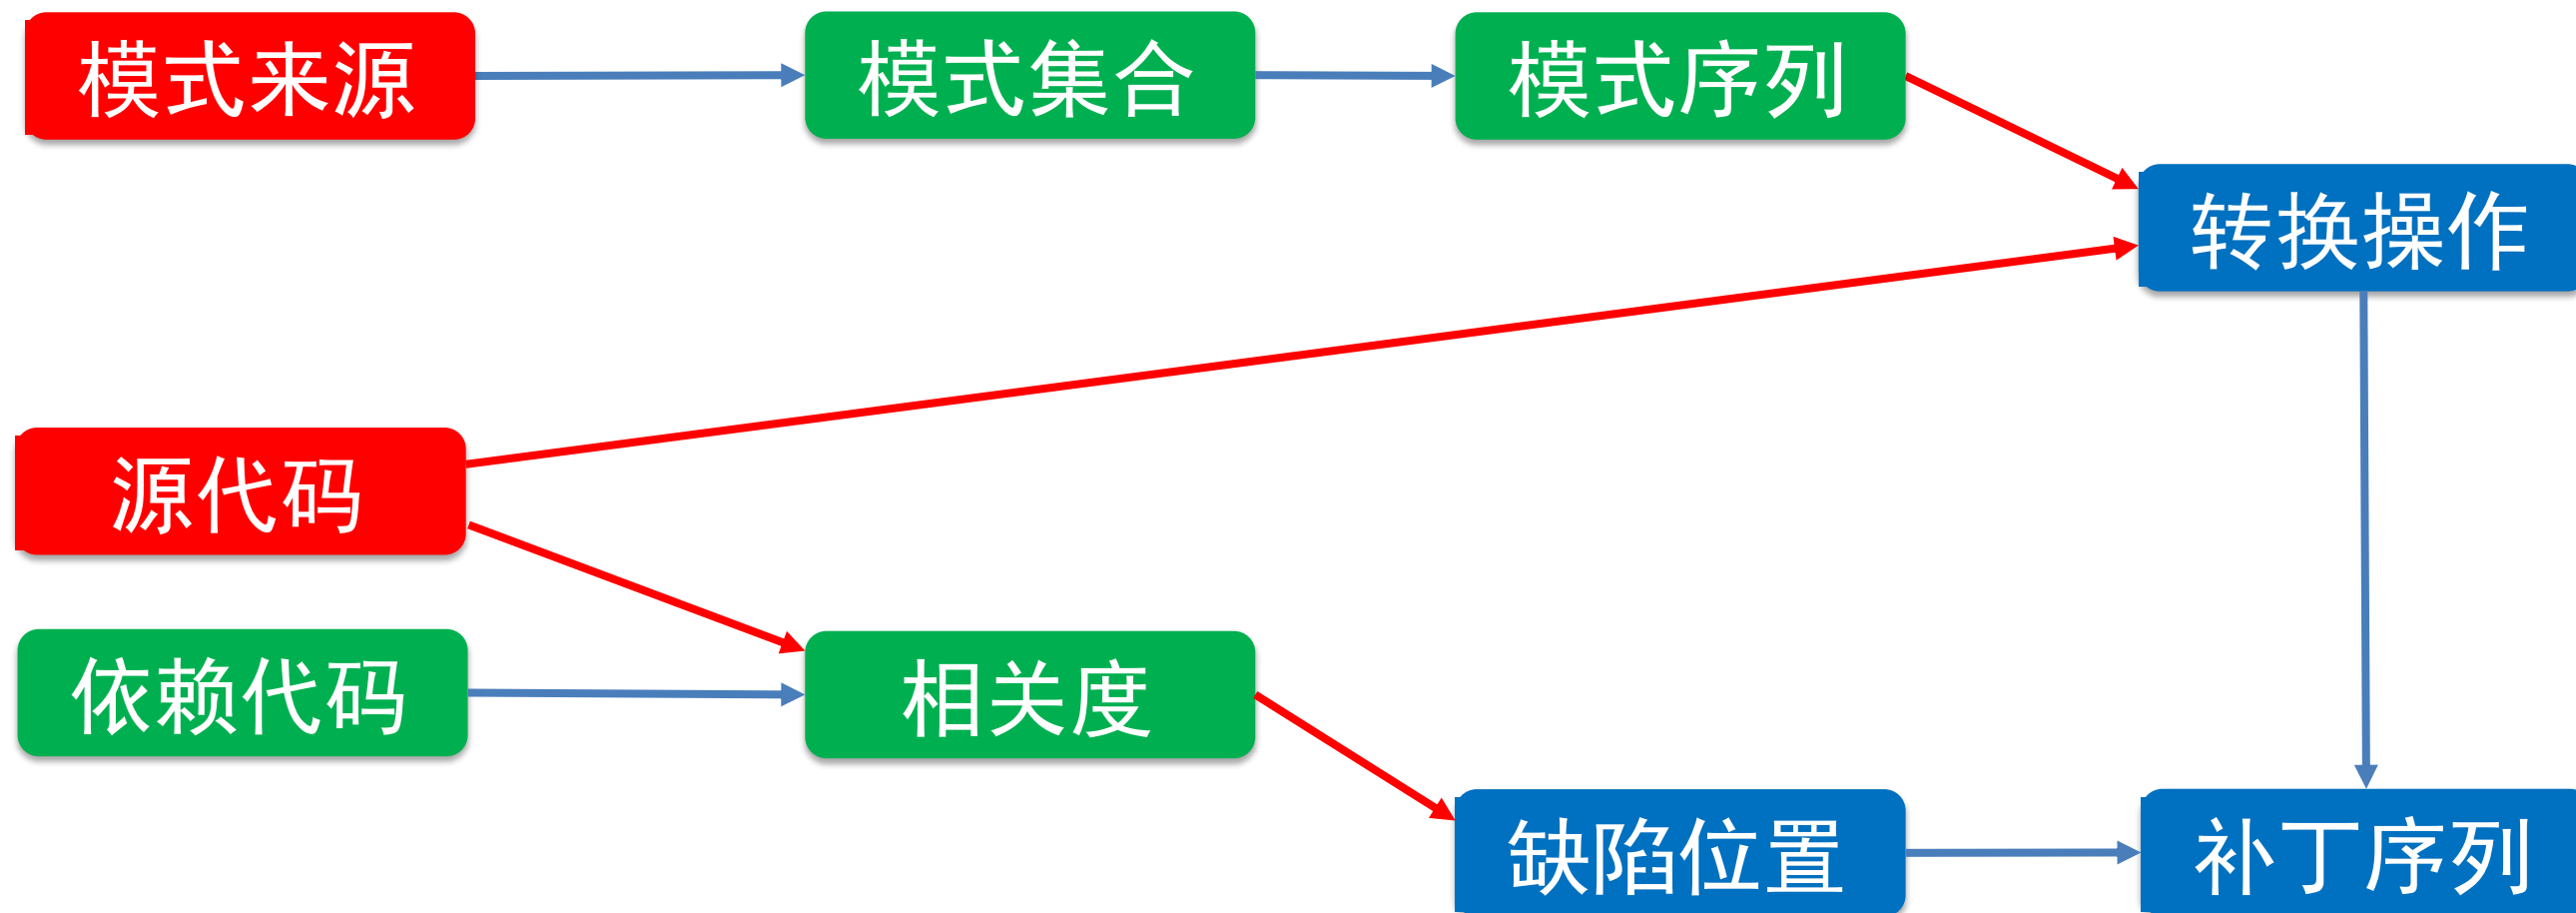 模式来源
模式集合
模式序列
转换操作
源代码
依赖代码
相关度
缺陷位置
补丁序列